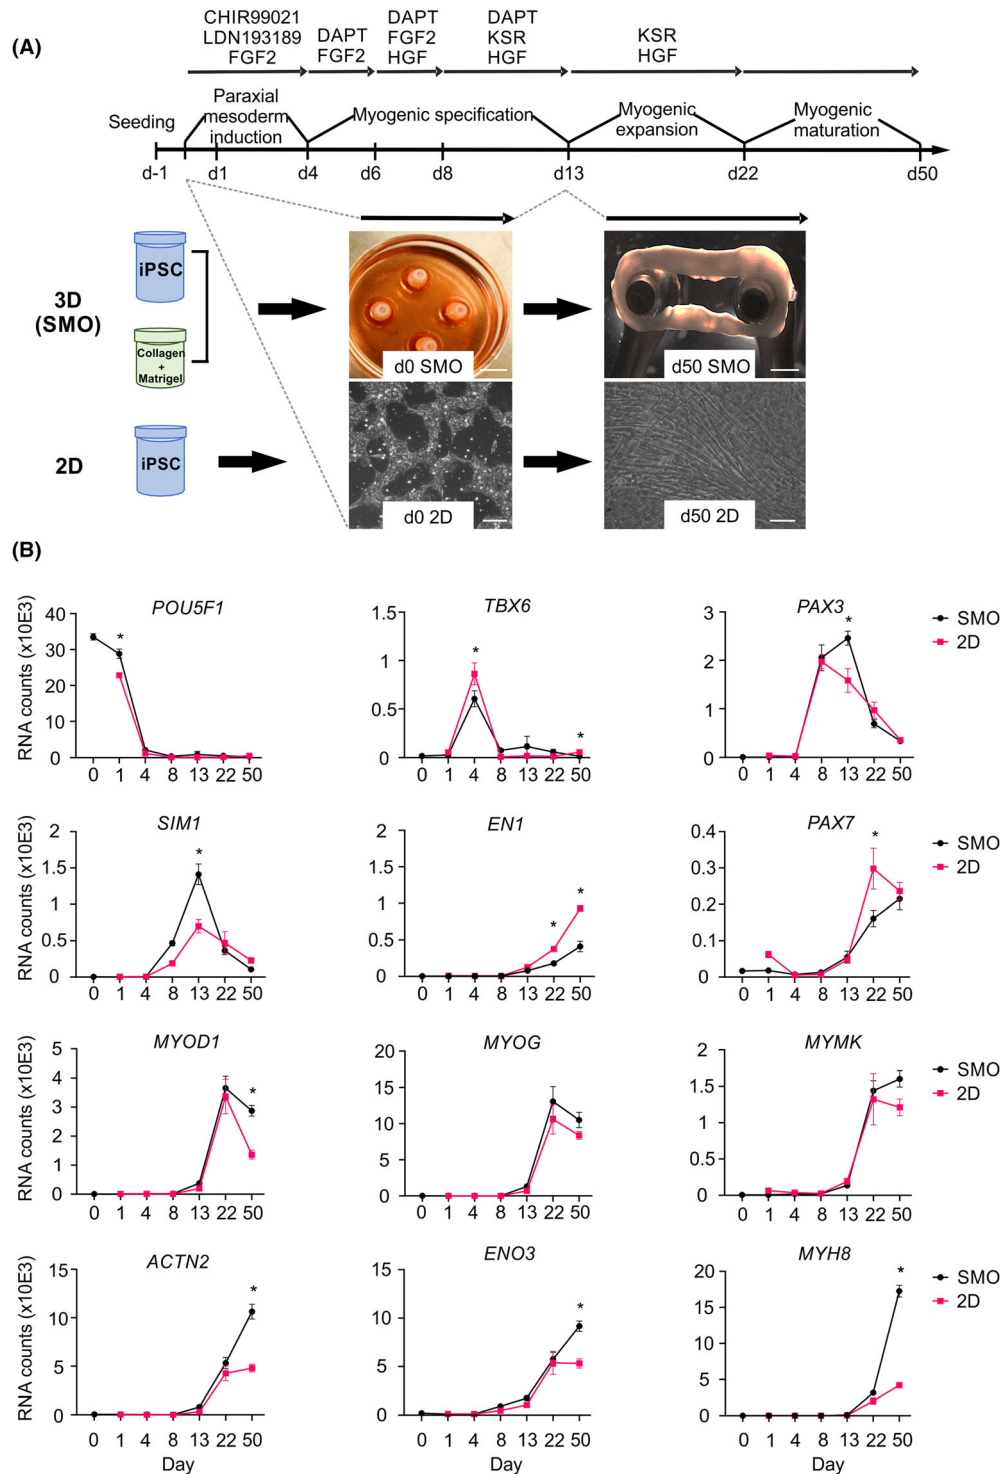 (A)
CHIR99021
LDN193189
FGF2
DAPT
FGF2
DAPT
FGF2
HGF
DAPT
KSR
HGF
KSR
HGF
Seeding
Paraxial
mesoderm
induction
Myogenic specification
Myogenic
expansion
Myogenic
maturation
d-1 d1 d4 d6 d8 d13 d22 d50
3D
(SMO)
iPSC
Collagen
+
Matrigel
d0 SMO
d50 SMO
2D
iPSC
d0 2D
d50 2D
(B)
RNA counts (x10E3)
POU5F1
40
30
20
10
0
*
0 1 4 8 13 22 50
TBX6
1.5
1
0.5
0
* *
0 1 4 8 13 22 50
PAX3
3
2
1
0
*
0 1 4 8 13 22 50
SMO
2D
RNA counts (x10E3)
SIM1
2
1.5
1
0.5
0
*
0 1 4 8 13 22 50
EN1
2
1.5
1
0.5
0
* *
0 1 4 8 13 22 50
PAX7
0.4
0.3
0.2
0.1
0
*
0 1 4 8 13 22 50
SMO
2D
RNA counts (x10E3)
MYOD1
5
4
3
2
1
0
*
0 1 4 8 13 22 50
MYOG
20
15
10
5
0
0 1 4 8 13 22 50
MYMK
2
1.5
1
0.5
0
0 1 4 8 13 22 50
SMO
2D
RNA counts (x10E3)
ACTN2
15
10
5
0
*
0 1 4 8 13 22 50
Day
ENO3
15
10
5
0
*
0 1 4 8 13 22 50
Day
MYH8
20
15
10
5
0
*
0 1 4 8 13 22 50
Day
SMO
2D